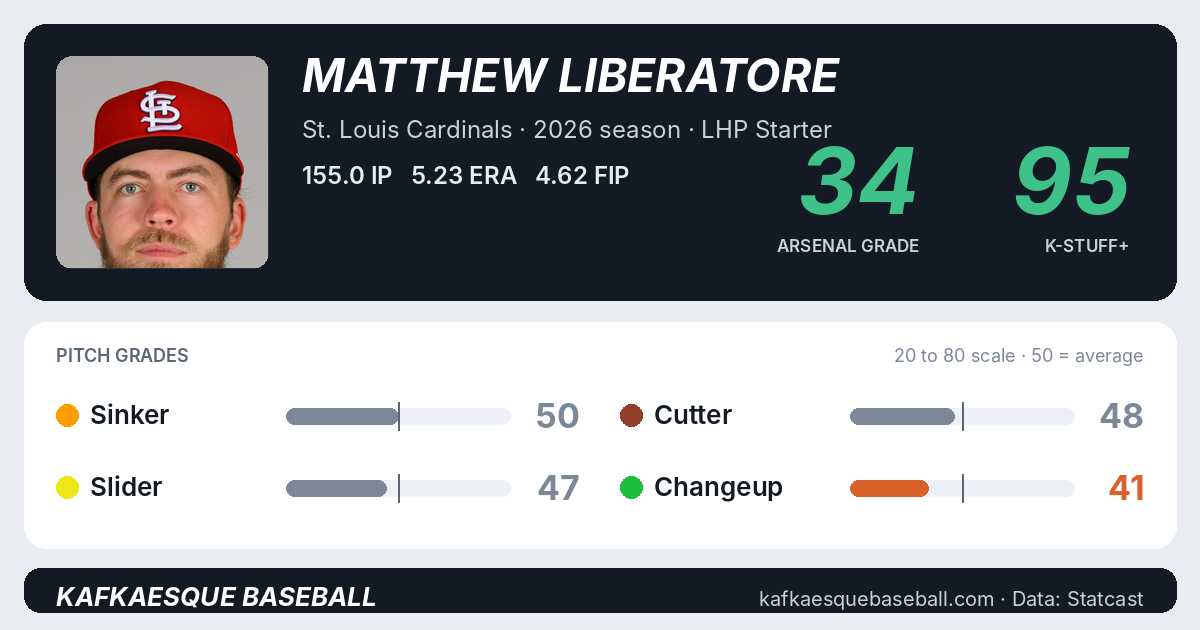 MATTHEW LIBERATORE
St. Louis Cardinals · 2026 season · LHP Starter
155.0 IP 5.23 ERA 4.62 FIP
34 95
ARSENAL GRADE K-STUFF+
PITCH GRADES 20 to 80 scale · 50 = average
Sinker 50 Cutter 48
Slider 47 Changeup 41
KAFKAESQUE BASEBALL kafkaesquebaseball.com · Data: Statcast